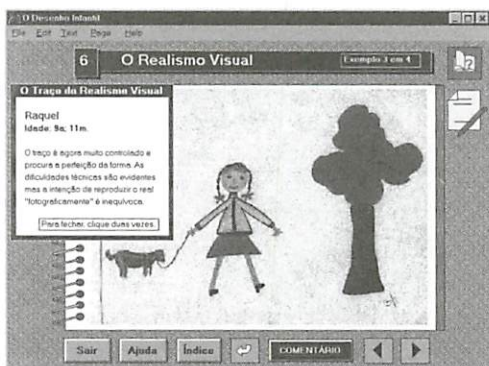 O Desenho Infantil
File Edit Text Page Help
6 O Realismo Visual Exemplo 3 em 4
O Traço do Realismo Visual
Raquel
Idade: 9a; 11m.
O traço é agora muito controlado e
procura a perfeição da forma. As
dificuldades técnicas são evidentes
mas a intenção de reproduzir o real
"fotograficamente" é inequívoca.
Para fechar, clique duas vezes.
Sair Ajuda Índice COMENTÁRIO